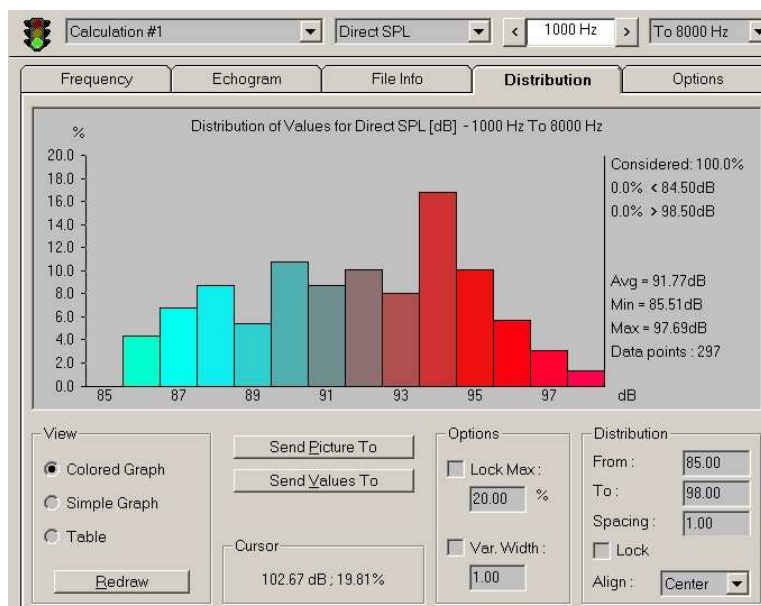 Calculation #1 Direct SPL < 1000 Hz > To 8000 Hz
Frequency Echogram File Info Distribution Options
Distribution of Values for Direct SPL [dB] - 1000 Hz To 8000 Hz
%
20.0
18.0
16.0
14.0
12.0
10.0
8.0
6.0
4.0
2.0
0.0
85 87 89 91 93 95 97 dB
Considered: 100.0%
0.0% < 84.50dB
0.0% > 98.50dB
Avg = 91.77dB
Min = 85.51dB
Max = 97.69dB
Data points : 297
View
Colored Graph
Simple Graph
Table
Redraw
Send Picture To
Send Values To
Cursor
102.67 dB ; 19.81%
Options
Lock Max :
20.00 %
Var. Width :
1.00
Distribution
From : 85.00
To : 98.00
Spacing : 1.00
Lock
Align : Center